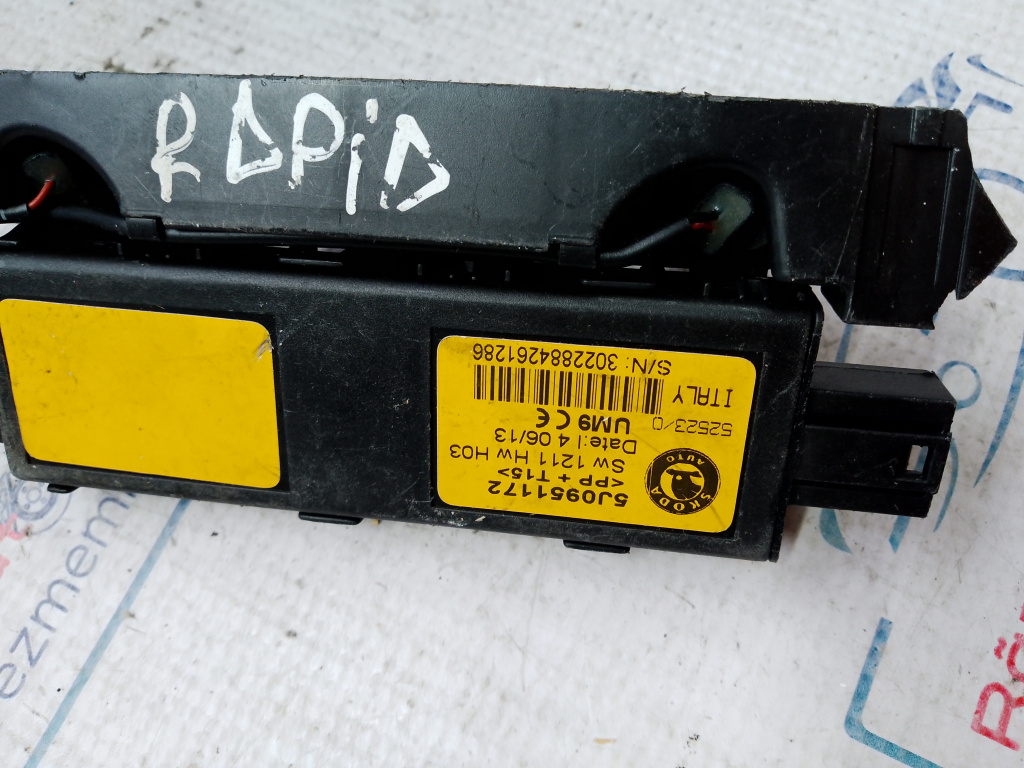 RAPiD
5J0951172
<PP + T15>
Sw 1211 Hw H03
Date: I 4 06/13
UM9 CE
52523/0
ITALY
S/N: 3022884261286
SKODA
AUTO
ezmemi